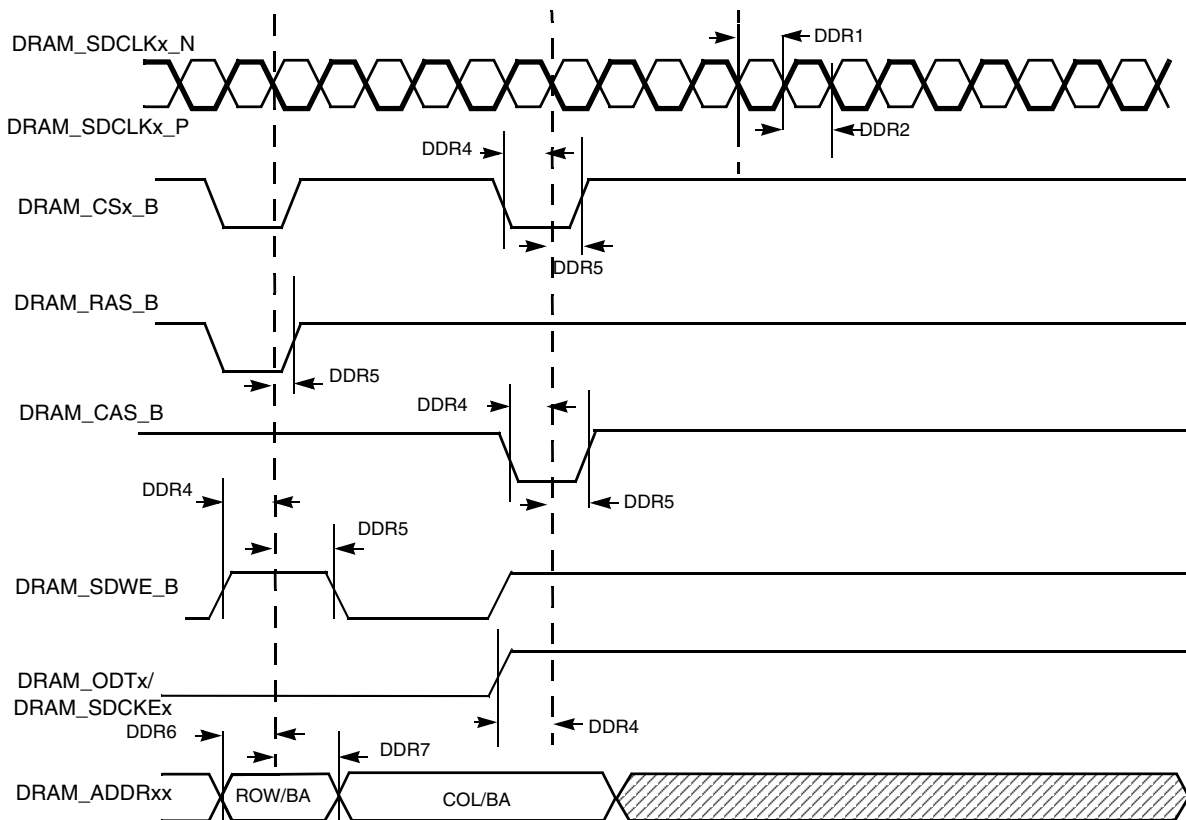 DRAM_SDCLKx_N
DDR1
DRAM_SDCLKx_P
DDR2
DDR4
DRAM_CSx_B
DDR5
DRAM_RAS_B
DDR5
DDR4
DRAM_CAS_B
DDR4
DDR5
DDR5
DRAM_SDWE_B
DRAM_ODTx/
DRAM_SDCKEx
DDR4
DDR6
DDR7
DRAM_ADDRxx
ROW/BA
COL/BA